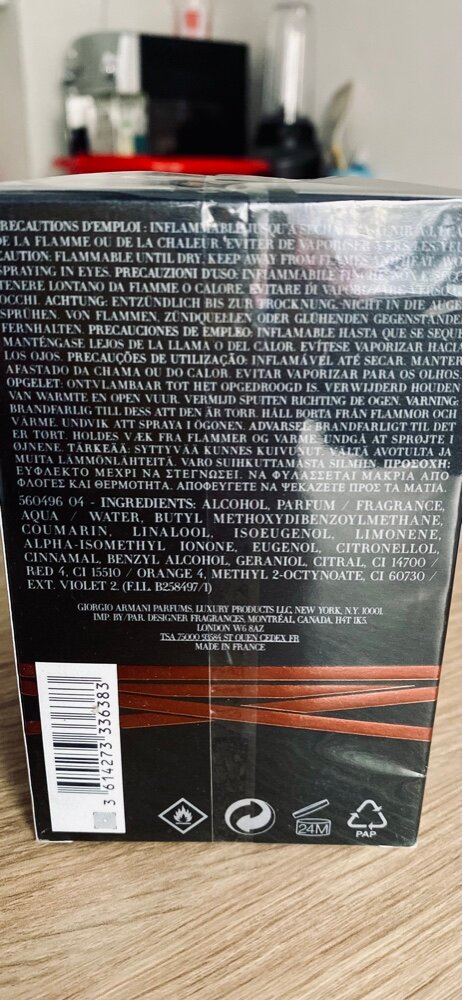 RECAUTIONS D'EMPLOI : INFLAMMABLE JUSQU'À
DE LA FLAMME OU DE LA CHALEUR. EVITER DE VAPORISER VERS LES YEU
CAUTION: FLAMMABLE UNTIL DRY. KEEP AWAY FROM FLAMES AND HEAT. AVOI
SPRAYING IN EYES. PRECAUZIONI D'USO: INFIAMMABILE FINCHÉ NON
TENERE LONTANO DA FIAMME O CALORE. EVITARE DI VAPORIZZARE VERSO
OCCHI. ACHTUNG: ENTZÜNDLICH BIS ZUR TROCKNUNG. NICHT IN DIE AUGE
SPRÜHEN. VON FLAMMEN, ZÜNDQUELLEN ODER GLÜHENDEN GEGENSTÄNDE
FERNHALTEN. PRECAUCIONES DE EMPLEO: INFLAMABLE HASTA QUE SE SEQU
MANTÉNGASE LEJOS DE LA LLAMA O DEL CALOR. EVÍTESE VAPORIZAR HACIA
LOS OJOS. PRECAUÇÕES DE UTILIZAÇÃO: INFLAMÁVEL ATÉ SECAR. MANTER
AFASTADO DA CHAMA OU DO CALOR. EVITAR VAPORIZAR PARA OS OLHOS.
OPGELET: ONTVLAMBAAR TOT HET OPGEDROOGD IS. VERWIJDERD HOUDEN
VAN WARMTE EN OPEN VUUR. VERMIJD SPUITEN RICHTING DE OGEN. VARNING:
BRANDFARLIG TILL DESS ATT DEN ÄR TORR. HÅLL BORTA FRÅN FLAMMOR OCH
VÄRME. UNDVIK ATT SPRAYA I ÖGONEN. ADVARSEL: BRANDFARLIGT TIL DET
ER TØRT. HOLDES VÆK FRA FLAMMER OG VARME. UNDGÅ AT SPRØJTE I
ØJNENE. TÄRKEÄÄ: SYTTYVÄÄ KUNNES KUIVUNUT. VÄLTÄ AVOTULTA JA
MUITA LÄMMÖNLÄHTEITÄ. VARO SUIHKUTTAMASTA SILMIIN. ΠΡΟΣΟΧΗ:
ΕΥΦΛΕΚΤΟ ΜΕΧΡΙ ΝΑ ΣΤΕΓΝΩΣΕΙ. ΝΑ ΦΥΛΑΣΣΕΤΑΙ ΜΑΚΡΙΑ ΑΠΟ
ΦΛΟΓΕΣ ΚΑΙ ΘΕΡΜΟΤΗΤΑ. ΑΠΟΦΕΥΓΕΤΕ ΝΑ ΨΕΚΑΖΕΤΕ ΠΡΟΣ ΤΑ ΜΑΤΙΑ.
560496 04 - INGREDIENTS: ALCOHOL, PARFUM / FRAGRANCE,
AQUA / WATER, BUTYL METHOXYDIBENZOYLMETHANE,
COUMARIN, LINALOOL, ISOEUGENOL, LIMONENE,
ALPHA-ISOMETHYL IONONE, EUGENOL, CITRONELLOL,
CINNAMAL, BENZYL ALCOHOL, GERANIOL, CITRAL, CI 14700 /
RED 4, CI 15510 / ORANGE 4, METHYL 2-OCTYNOATE, CI 60730 /
EXT. VIOLET 2. (F.I.L. B258497/1)
GIORGIO ARMANI PARFUMS, LUXURY PRODUCTS LLC, NEW YORK, N.Y. 10001.
IMP. BY/PAR. DESIGNER FRAGRANCES, MONTRÉAL, CANADA, H4T 1K5.
LONDON W6 8AZ
TSA 75000 93584 ST OUEN CEDEX, FR
MADE IN FRANCE
3 614273 336383
24M
PAP